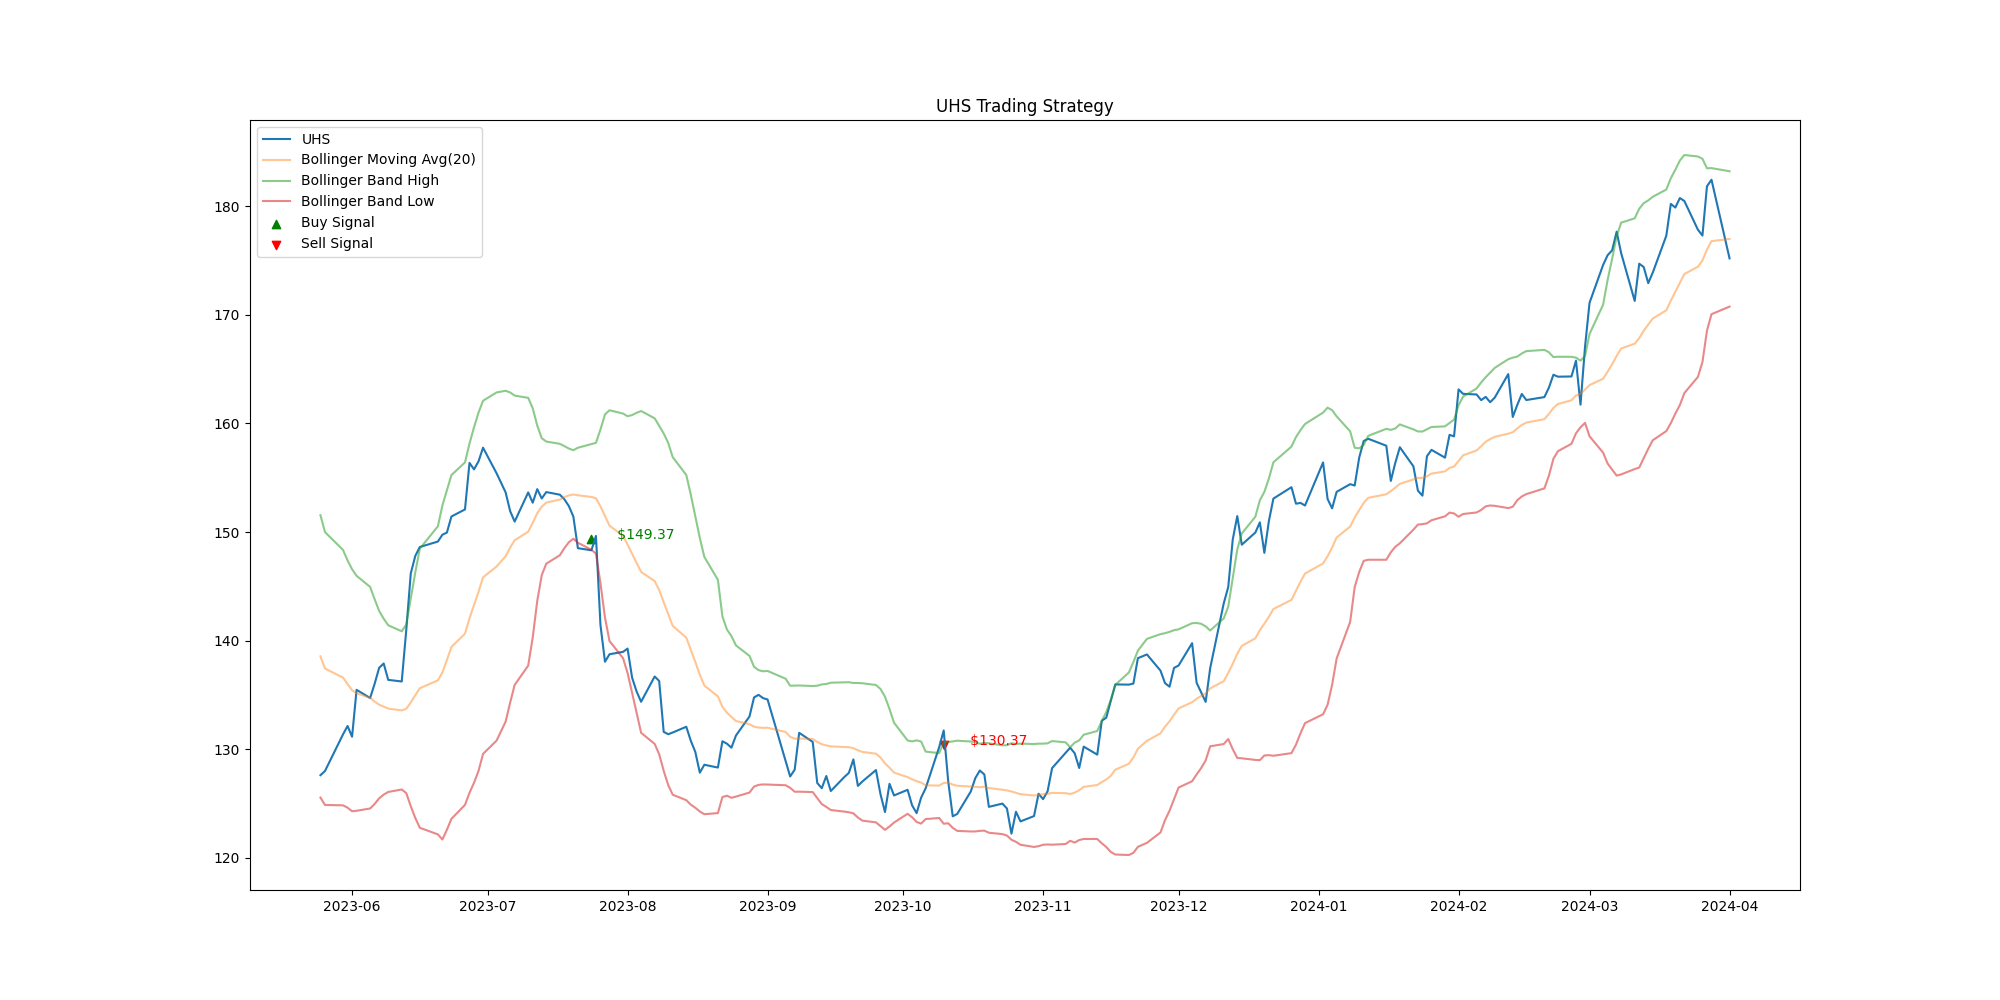 UHS Trading Strategy
UHS
Bollinger Moving Avg(20)
Bollinger Band High
Bollinger Band Low
Buy Signal
Sell Signal
180
170
160
150
140
130
120
$149.37
$130.37
2023-06 2023-07 2023-08 2023-09 2023-10 2023-11 2023-12 2024-01 2024-02 2024-03 2024-04